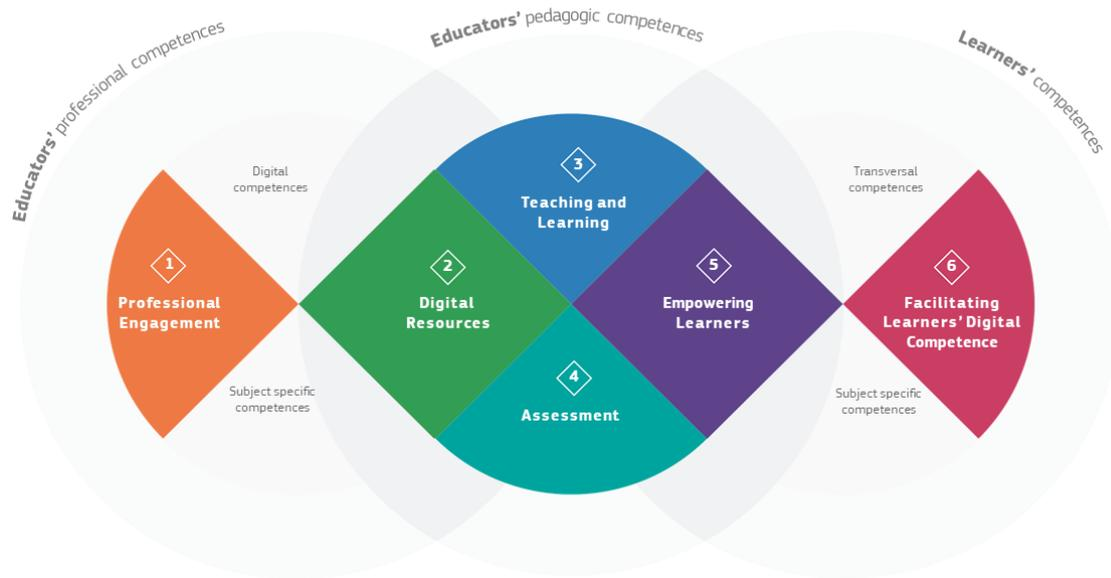 Educators' professional competences
Educators' pedagogic competences
Learners' competences
Digital
competences
Subject specific
competences
1
Professional
Engagement
2
Digital
Resources
3
Teaching and
Learning
4
Assessment
5
Empowering
Learners
Transversal
competences
Subject specific
competences
6
Facilitating
Learners' Digital
Competence